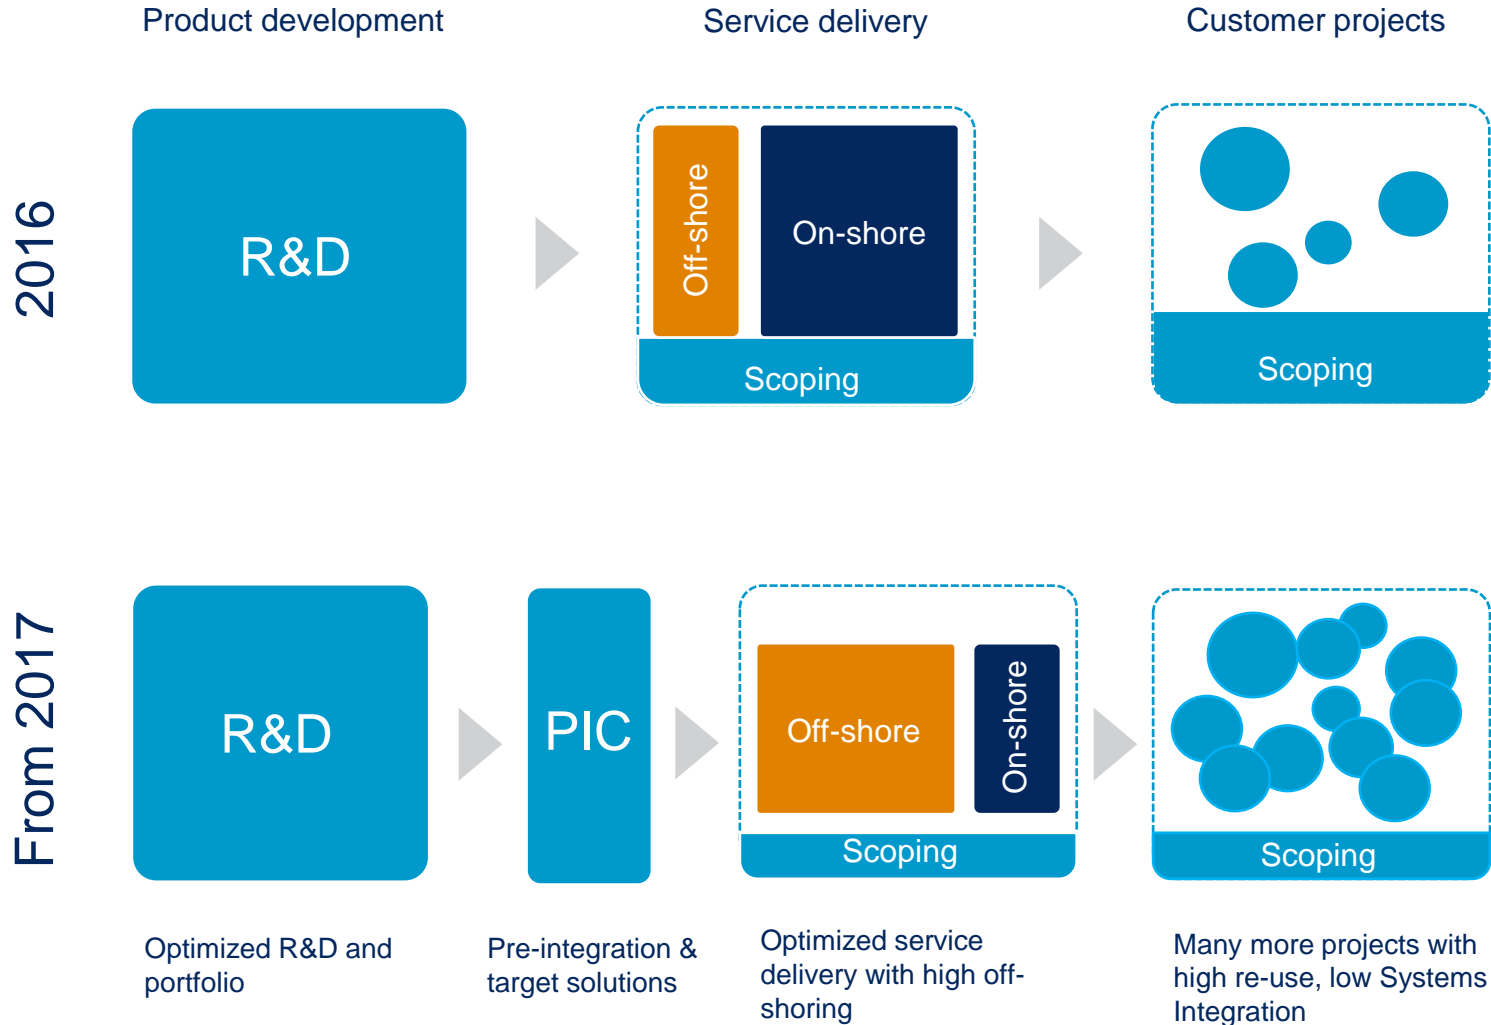 Product development
Service delivery
Customer projects
2016
R&D
Off-shore
On-shore
Scoping
Scoping
From 2017
R&D
PIC
Off-shore
On-shore
Scoping
Scoping
Optimized R&D and
portfolio
Pre-integration &
target solutions
Optimized service
delivery with high off-
shoring
Many more projects with
high re-use, low Systems
Integration